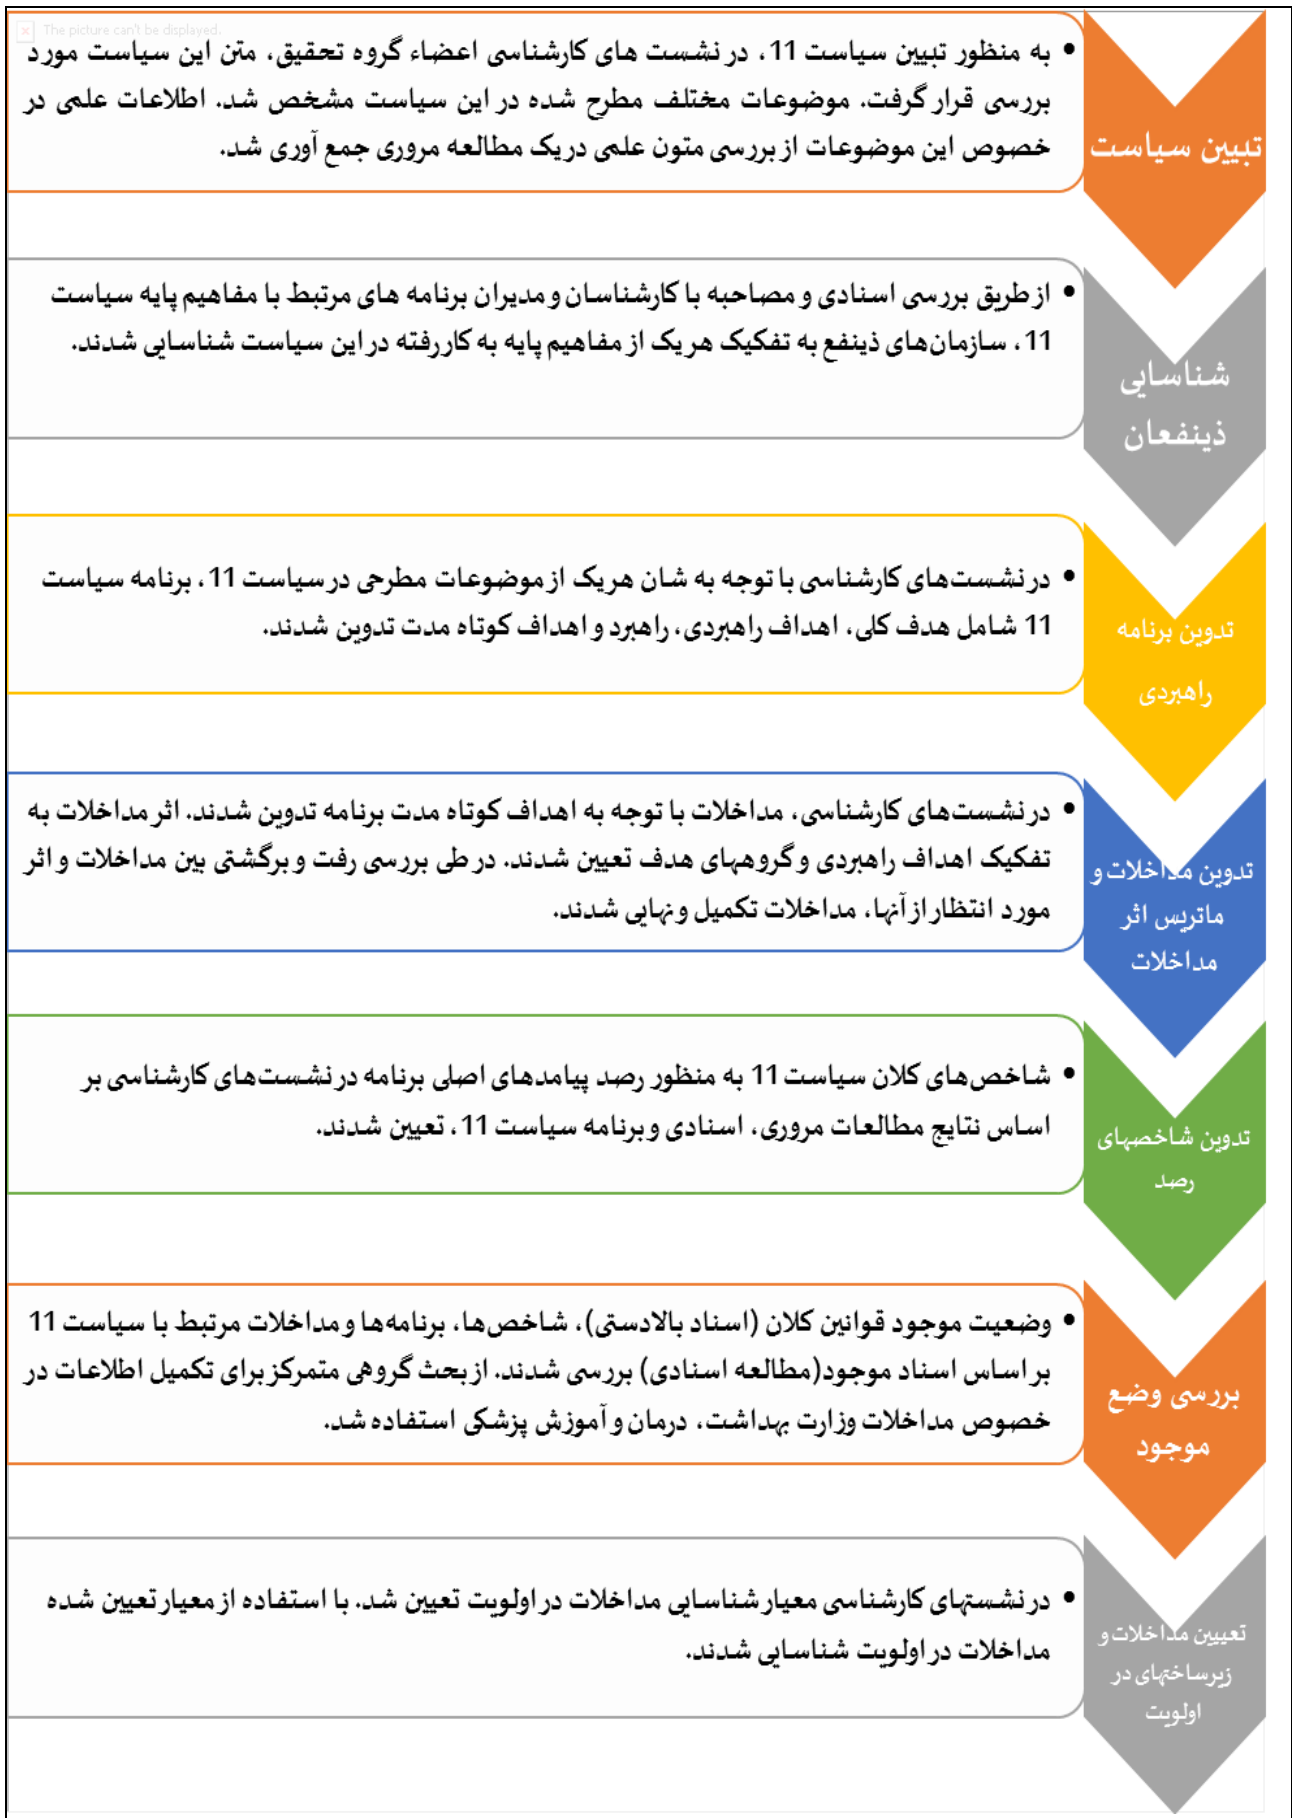 The picture can't be displayed.
تبیین سیاست
• به منظور تبیین سیاست 11، در نشست های کارشناسی اعضاء گروه تحقیق، متن این سیاست مورد
بررسی قرار گرفت. موضوعات مختلف مطرح شده در این سیاست مشخص شد. اطلاعات علمی در
خصوص این موضوعات از بررسی متون علمی در یک مطالعه مروری جمع آوری شد.
شناسایی
ذینفعان
• از طریق بررسی اسنادی و مصاحبه با کارشناسان و مدیران برنامه های مرتبط با مفاهیم پایه سیاست
11، سازمان‌های ذینفع به تفکیک هر یک از مفاهیم پایه به کار رفته در این سیاست شناسایی شدند.
تدوین برنامه
راهبردی
• در نشست‌های کارشناسی با توجه به شان هر یک از موضوعات مطرحی در سیاست 11، برنامه سیاست
11 شامل هدف کلی، اهداف راهبردی، راهبرد و اهداف کوتاه مدت تدوین شدند.
تدوین مداخلات و
ماتریس اثر
مداخلات
• در نشست‌های کارشناسی، مداخلات با توجه به اهداف کوتاه مدت برنامه تدوین شدند. اثر مداخلات به
تفکیک اهداف راهبردی و گروههای هدف تعیین شدند. در طی بررسی رفت و برگشتی بین مداخلات و اثر
مورد انتظار از آنها، مداخلات تکمیل و نهایی شدند.
تدوین شاخصهای
رصد
• شاخص‌های کلان سیاست 11 به منظور رصد پیامدهای اصلی برنامه در نشست‌های کارشناسی بر
اساس نتایج مطالعات مروری، اسنادی و برنامه سیاست 11، تعیین شدند.
بررسی وضع
موجود
• وضعیت موجود قوانین کلان (اسناد بالادستی)، شاخص‌ها، برنامه‌ها و مداخلات مرتبط با سیاست 11
بر اساس اسناد موجود(مطالعه اسنادی) بررسی شدند. از بحث گروهی متمرکز برای تکمیل اطلاعات در
خصوص مداخلات وزارت بهداشت، درمان و آموزش پزشکی استفاده شد.
تعییین مداخلات و
زیرساختهای در
اولویت
• در نشستهای کارشناسی معیار شناسایی مداخلات در اولویت تعیین شد. با استفاده از معیار تعیین شده
مداخلات در اولویت شناسایی شدند.